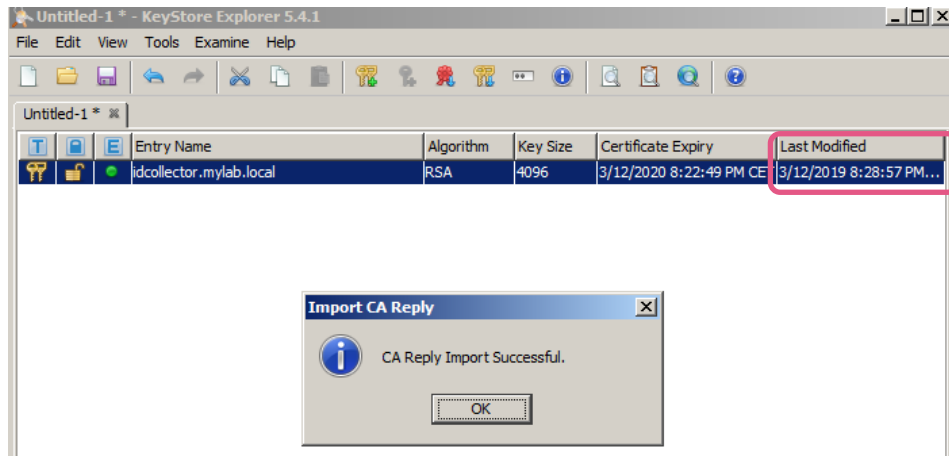 Untitled-1 * - KeyStore Explorer 5.4.1
File Edit View Tools Examine Help
Untitled-1 *
T E Entry Name Algorithm Key Size Certificate Expiry Last Modified
idcollector.mylab.local RSA 4096 3/12/2020 8:22:49 PM CET 3/12/2019 8:28:57 PM...
Import CA Reply
CA Reply Import Successful.
OK